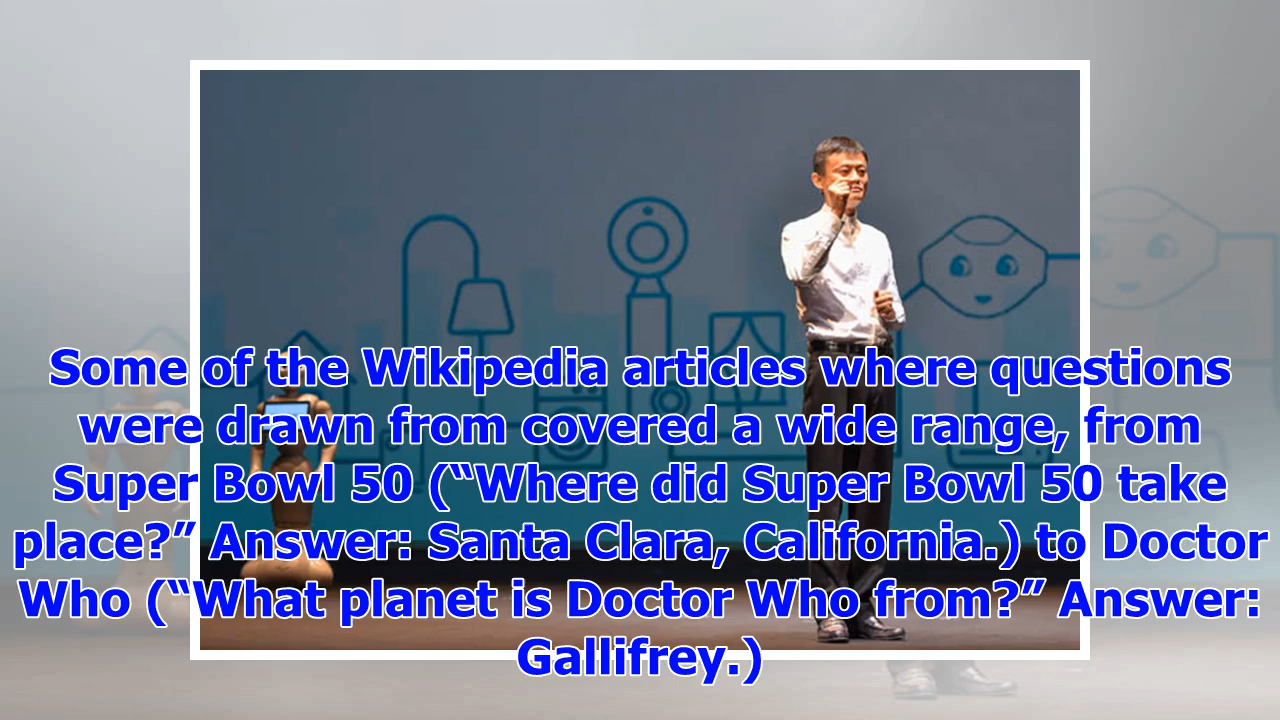 Some of the Wikipedia articles where questions
were drawn from covered a wide range, from
Super Bowl 50 (“Where did Super Bowl 50 take
place?” Answer: Santa Clara, California.) to Doctor
Who (“What planet is Doctor Who from?” Answer:
Gallifrey.)